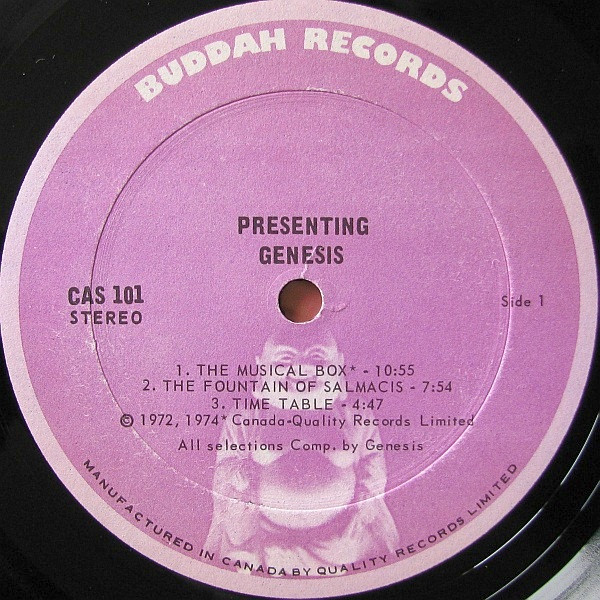 BUDDAH RECORDS
PRESENTING
GENESIS
CAS 101
STEREO
Side 1
1. THE MUSICAL BOX* - 10:55
2. THE FOUNTAIN OF SALMACIS - 7:54
3. TIME TABLE - 4:47
℗ 1972, 1974* Canada-Quality Records Limited
All selections Comp. by Genesis
MANUFACTURED IN CANADA BY QUALITY RECORDS LIMITED